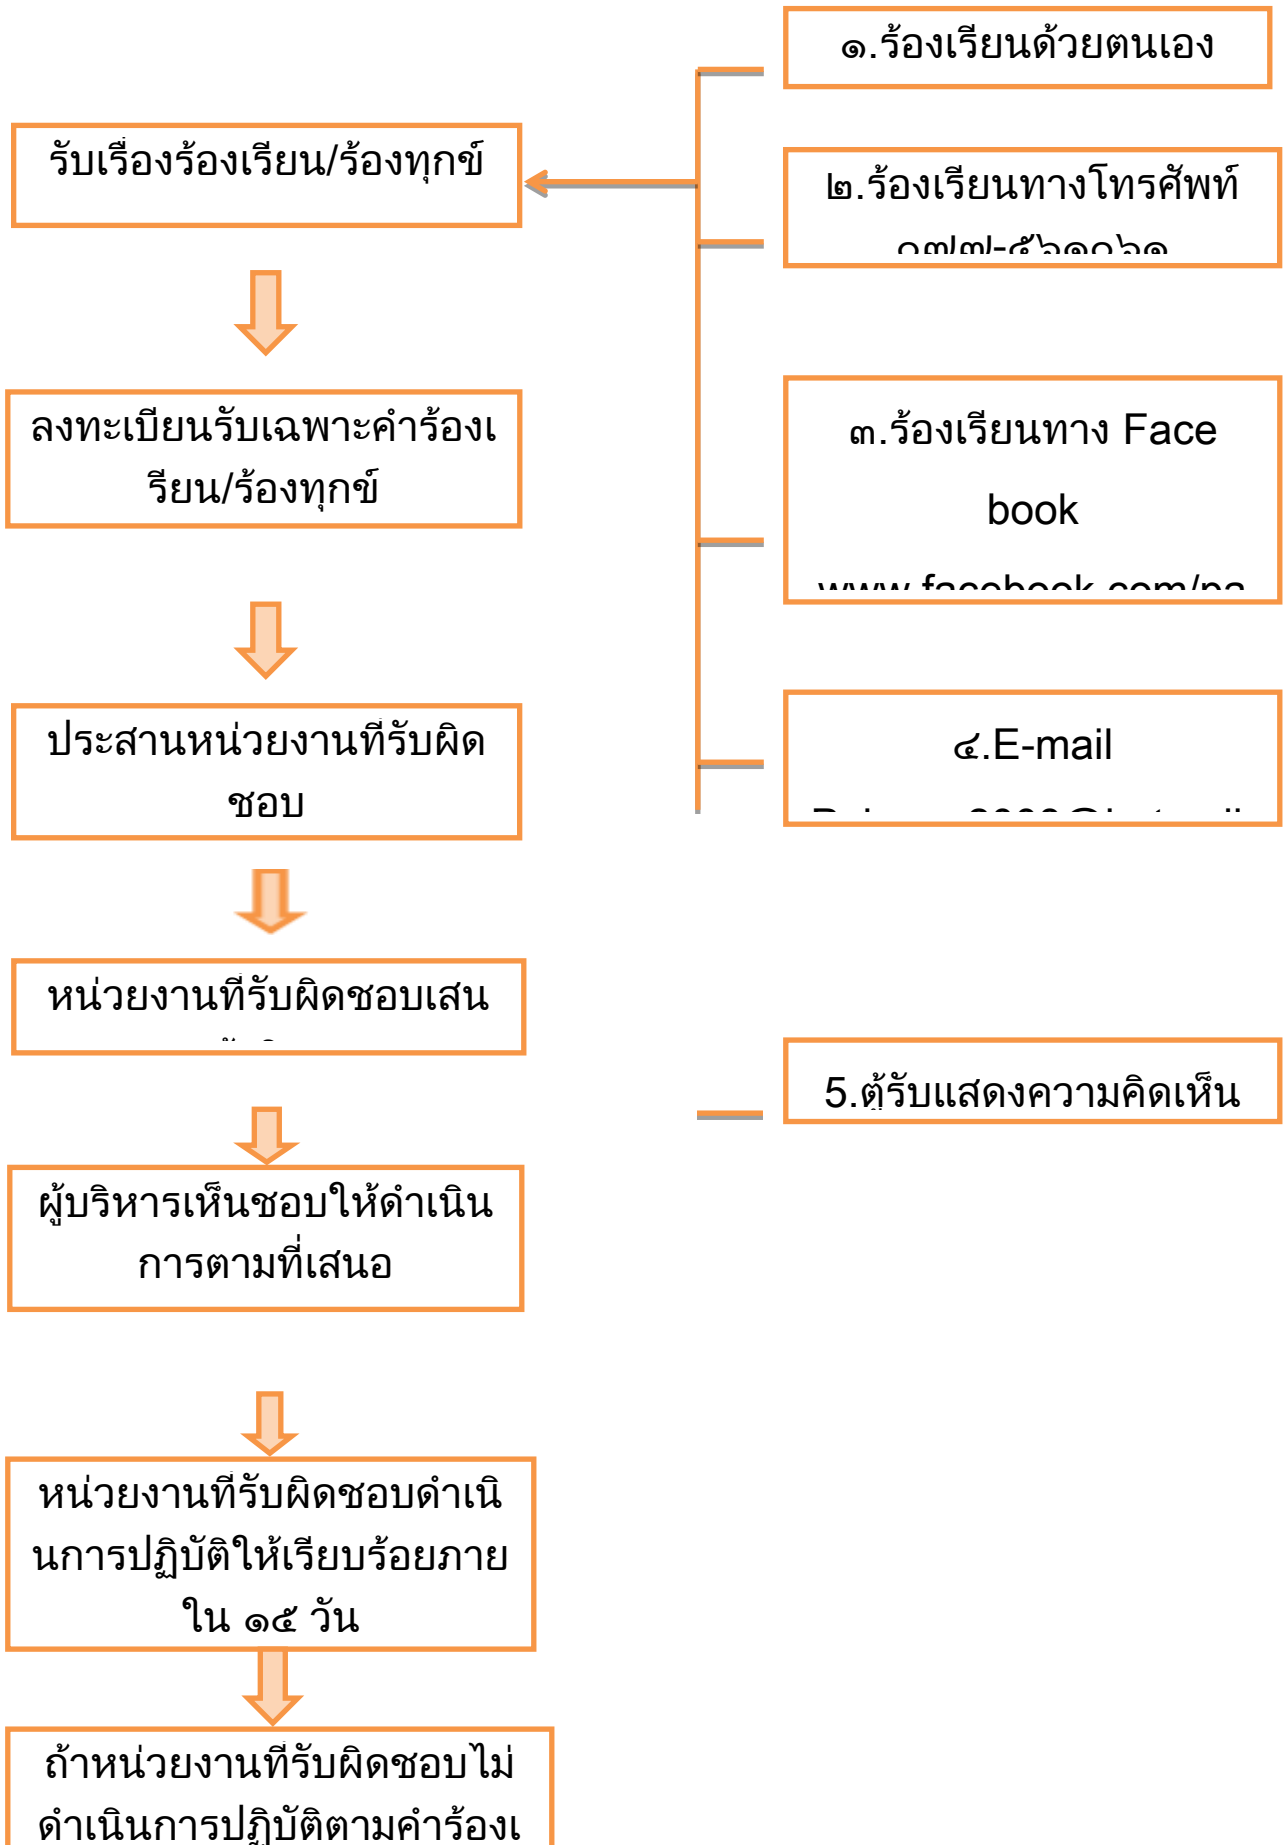 รับเรื่องร้องเรียน/ร้องทุกข์
ลงทะเบียนรับเฉพาะคำร้องเ
รียน/ร้องทุกข์
ประสานหน่วยงานที่รับผิด
ชอบ
หน่วยงานที่รับผิดชอบเสน
ผู้บริหารเห็นชอบให้ดำเนิน
การตามที่เสนอ
หน่วยงานที่รับผิดชอบดำเนิ
นการปฏิบัติให้เรียบร้อยภาย
ใน ๑๕ วัน
ถ้าหน่วยงานที่รับผิดชอบไม่
ดำเนินการปฏิบัติตามคำร้องเ
๑.ร้องเรียนด้วยตนเอง
๒.ร้องเรียนทางโทรศัพท์
๐๗๗-๕๖๑๐๖๑
๓.ร้องเรียนทาง Face
book
www.facebook.com/pa
๔.E-mail
5.ตู้รับแสดงความคิดเห็น